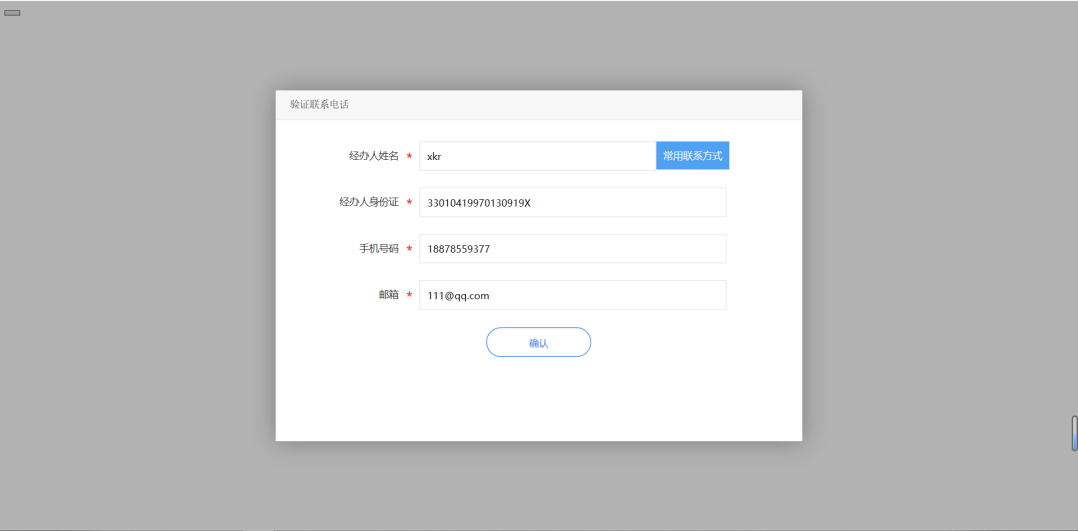 验证联系电话
经办人姓名 * xkr 常用联系方式
经办人身份证 * 33010419970130919X
手机号码 * 18878559377
邮箱 * 111@qq.com
确认